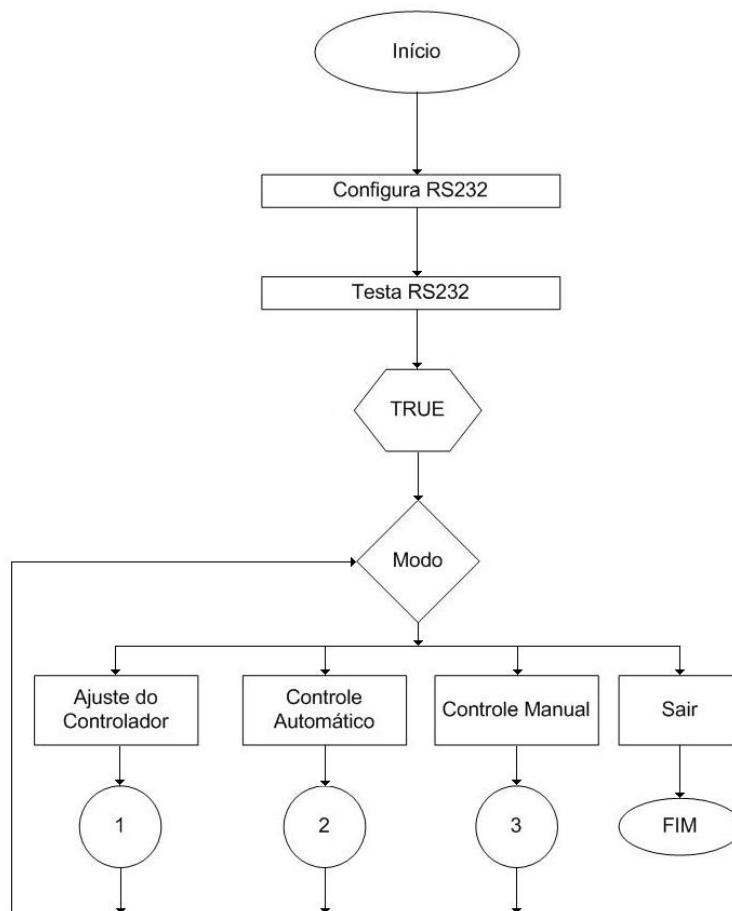 Início
Configura RS232
Testa RS232
TRUE
Modo
Ajuste do
Controlador
Controle
Automático
Controle Manual
Sair
1
2
3
FIM